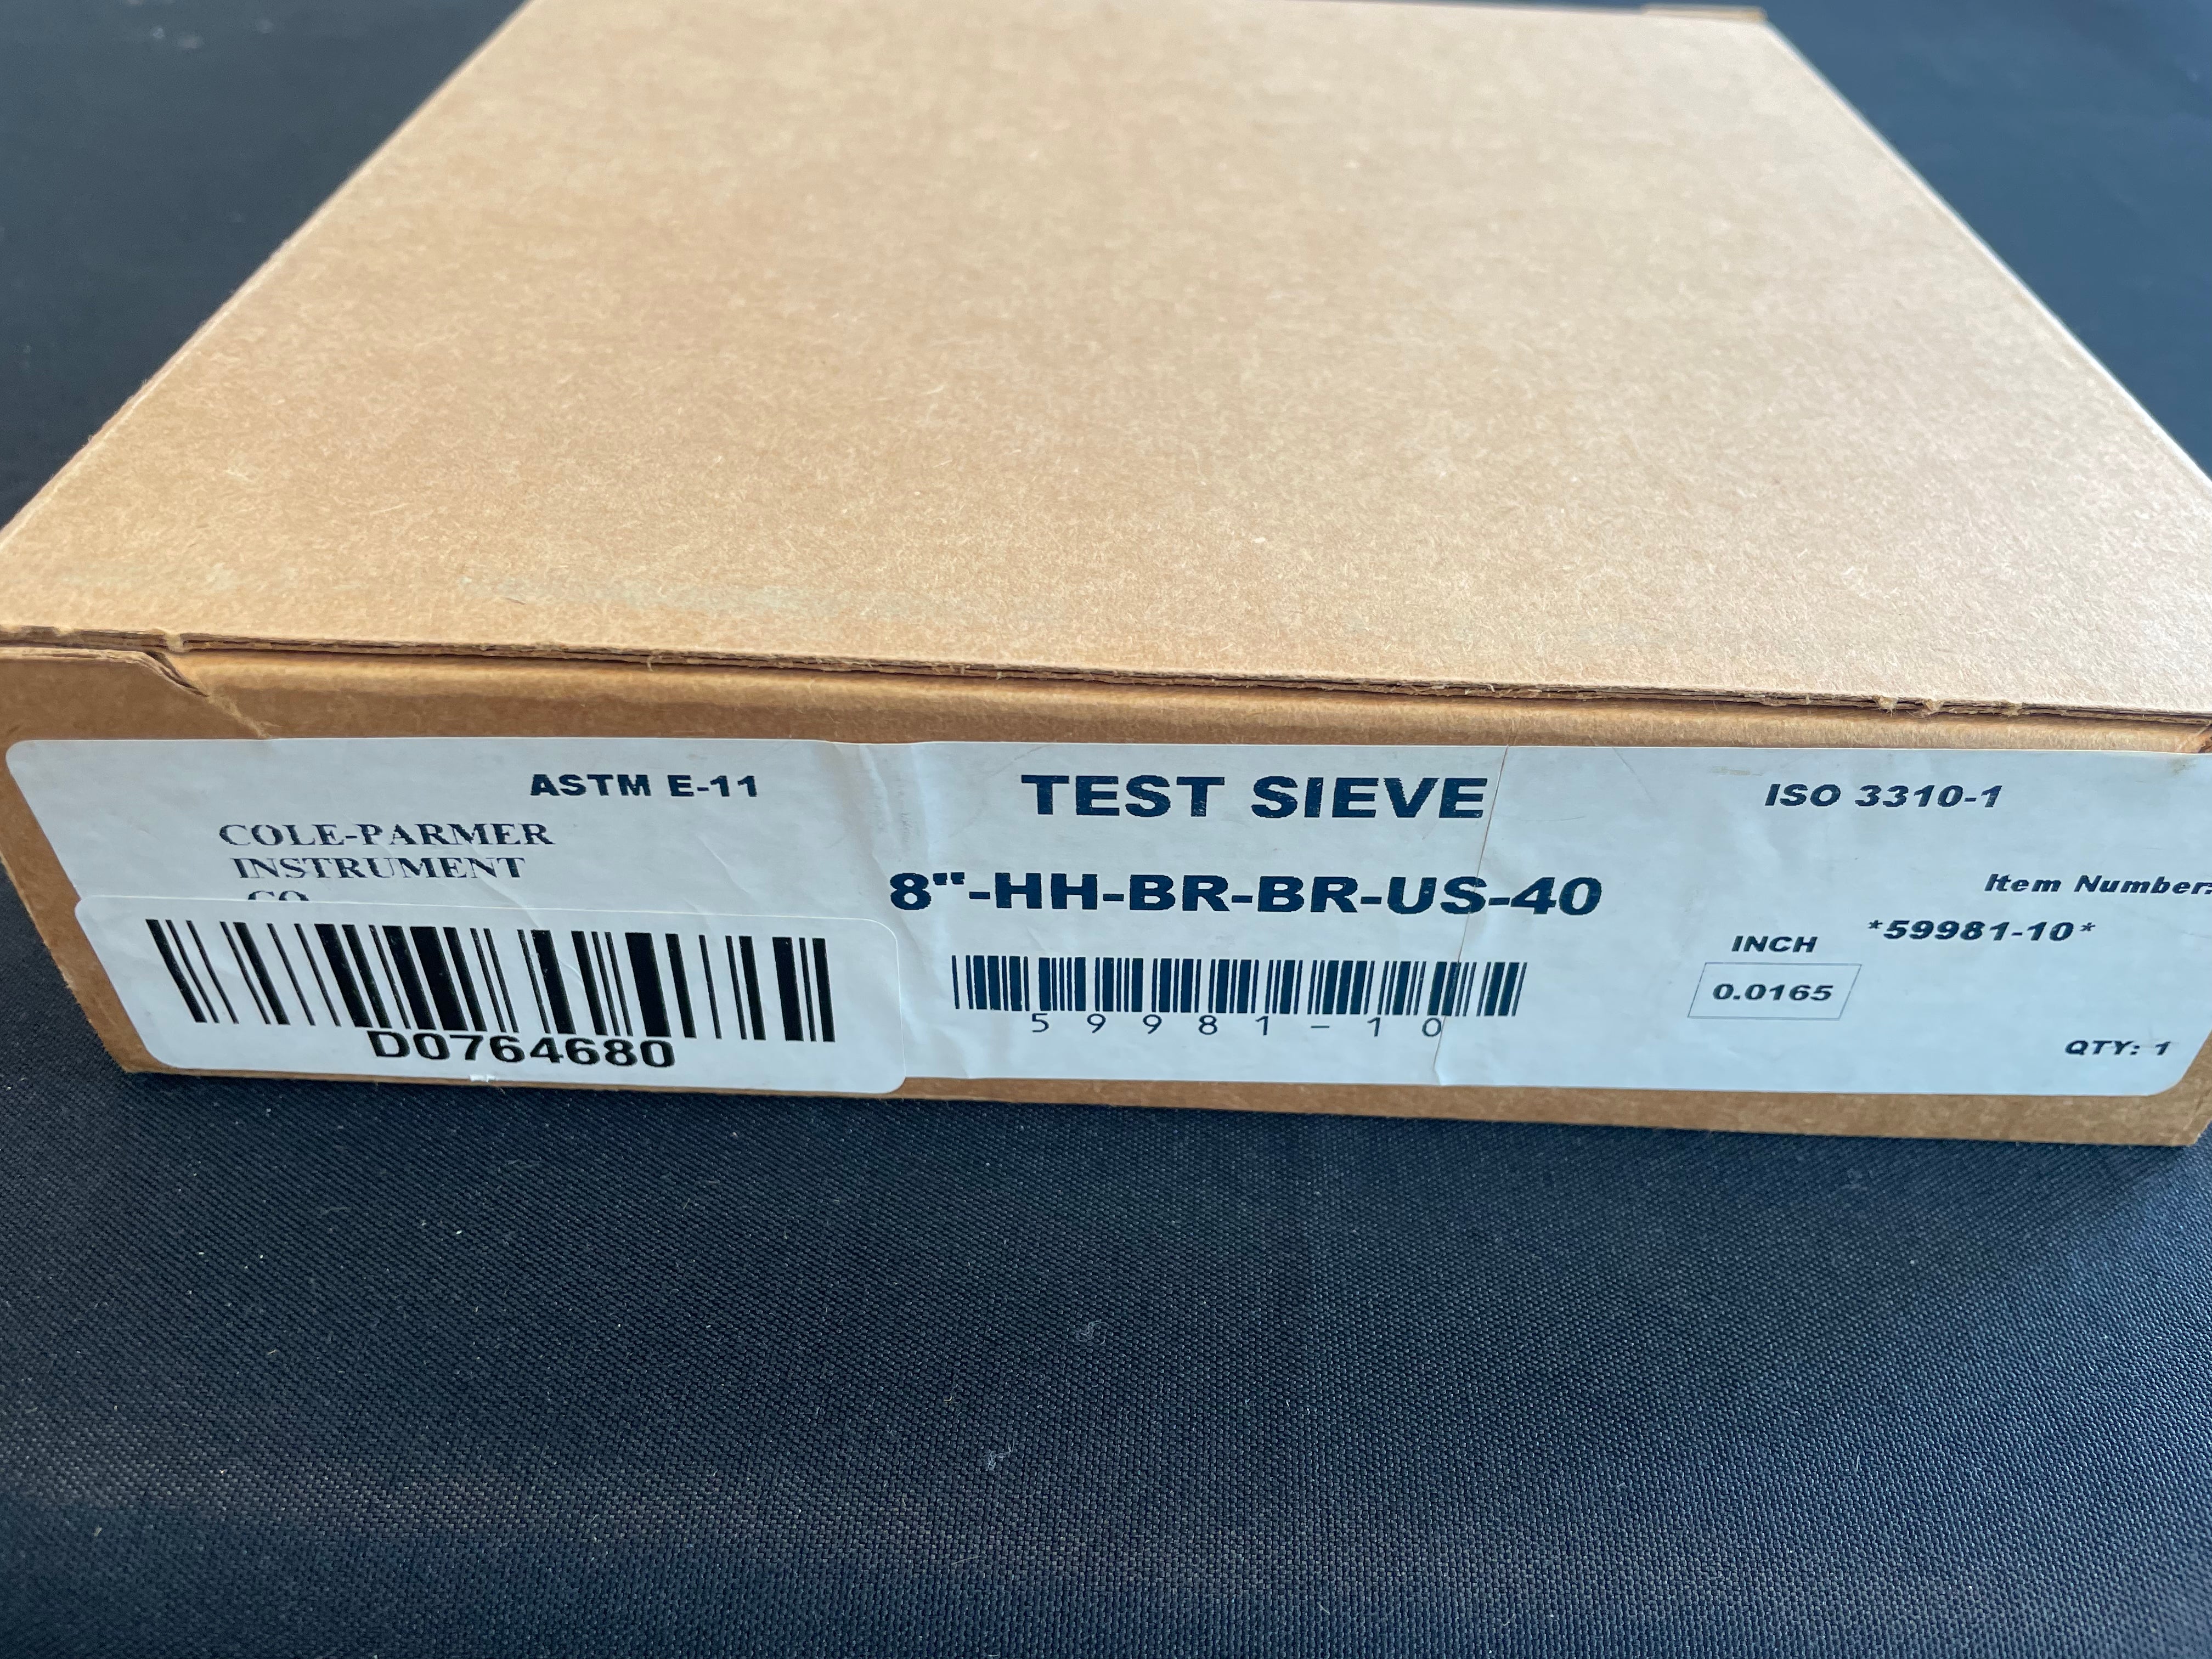 ASTM E-11
COLE-PARMER
INSTRUMENT
CO
D0764680
TEST SIEVE
8"-HH-BR-BR-US-40
59981-10
ISO 3310-1
Item Number:
*59981-10*
INCH
0.0165
QTY: 1